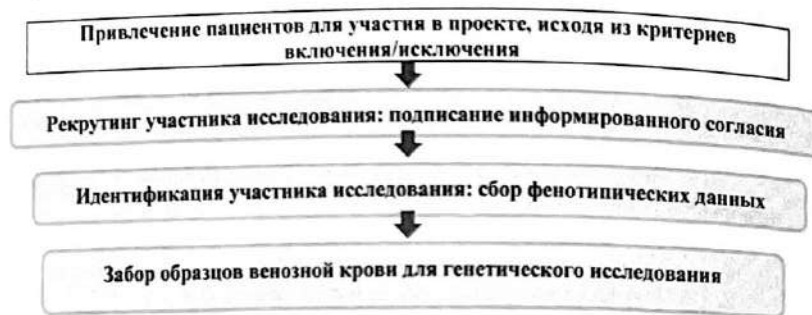 Привлечение пациентов для участия в проекте, исходя из критериев
включения/исключения
Рекрутинг участника исследования: подписание информированного согласия
Идентификация участника исследования: сбор фенотипических данных
Забор образцов венозной крови для генетического исследования